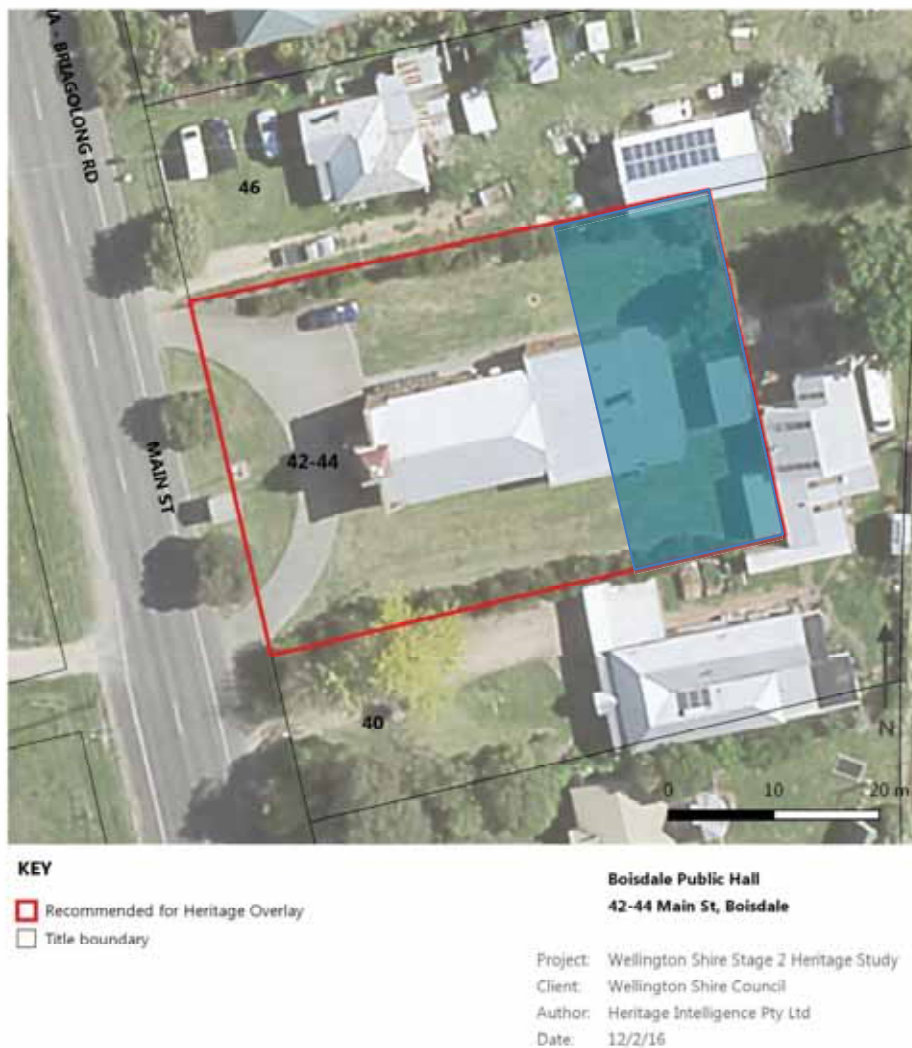 NA - BRIAGOLONG RD
46
42-44
MAIN ST
40
N
0 10 20 m
KEY
Recommended for Heritage Overlay
Title boundary
Boisdale Public Hall
42-44 Main St, Boisdale
Project: Wellington Shire Stage 2 Heritage Study
Client: Wellington Shire Council
Author: Heritage Intelligence Pty Ltd
Date: 12/2/16